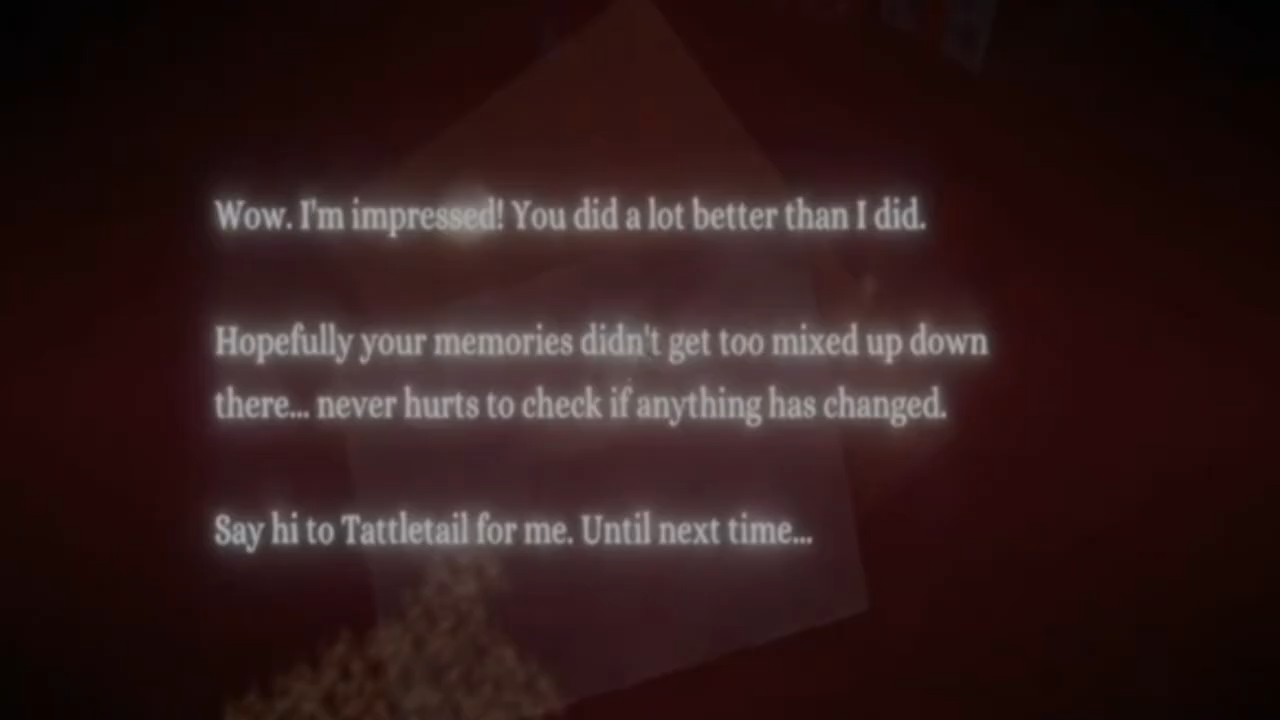 Wow. I'm impressed! You did a lot better than I did.
Hopefully your memories didn't get too mixed up down
there... never hurts to check if anything has changed.
Say hi to Tattletail for me. Until next time...